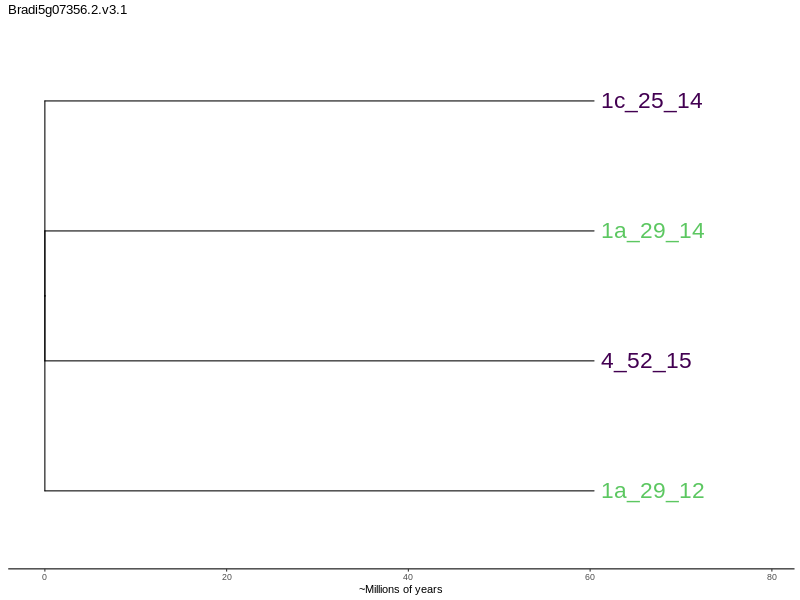 Bradi5g07356.2.v3.1
1c_25_14
1a_29_14
4_52_15
1a_29_12
0 20 40 60 80
~Millions of years